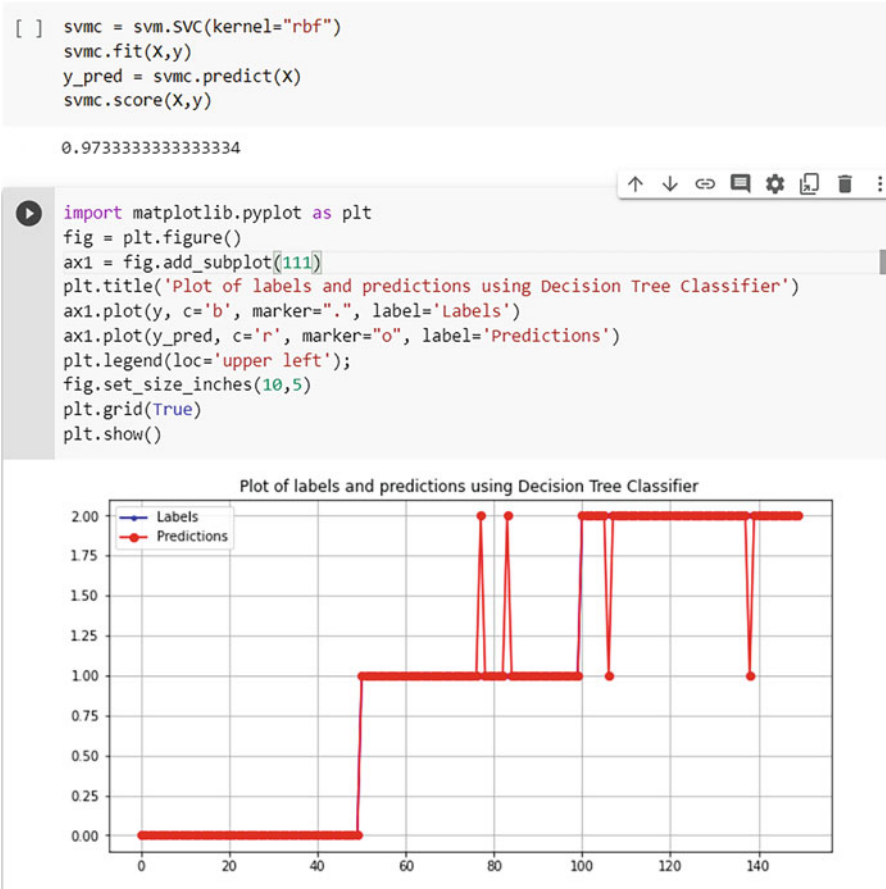 [ ] svmc = svm.SVC(kernel="rbf")
svmc.fit(X,y)
y_pred = svmc.predict(X)
svmc.score(X,y)
0.9733333333333334
import matplotlib.pyplot as plt
fig = plt.figure()
ax1 = fig.add_subplot(111)
plt.title('Plot of labels and predictions using Decision Tree Classifier')
ax1.plot(y, c='b', marker=".", label='Labels')
ax1.plot(y_pred, c='r', marker="o", label='Predictions')
plt.legend(loc='upper left');
fig.set_size_inches(10,5)
plt.grid(True)
plt.show()
Plot of labels and predictions using Decision Tree Classifier
Labels
Predictions
2.00
1.75
1.50
1.25
1.00
0.75
0.50
0.25
0.00
0 20 40 60 80 100 120 140